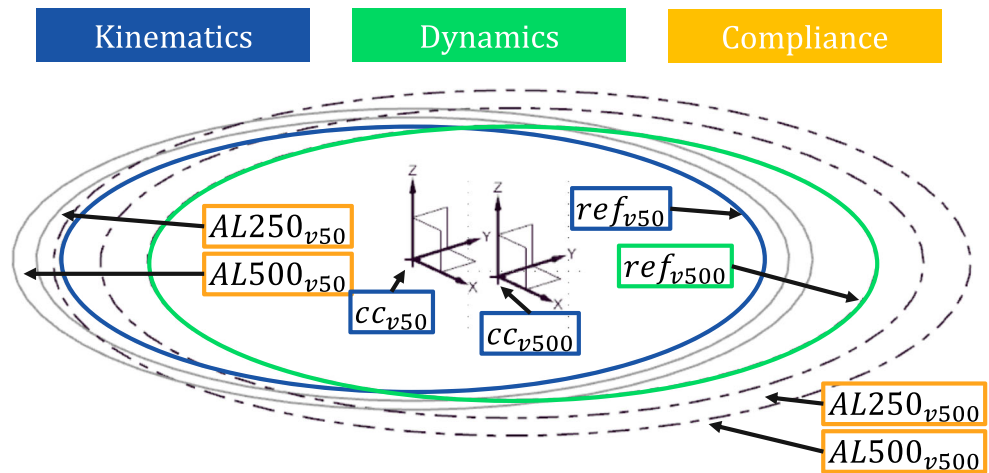 Kinematics
Dynamics
Compliance
Z
Y
X
Z
Y
X
AL250v50
AL500v50
refv50
refv500
ccv50
ccv500
AL250v500
AL500v500